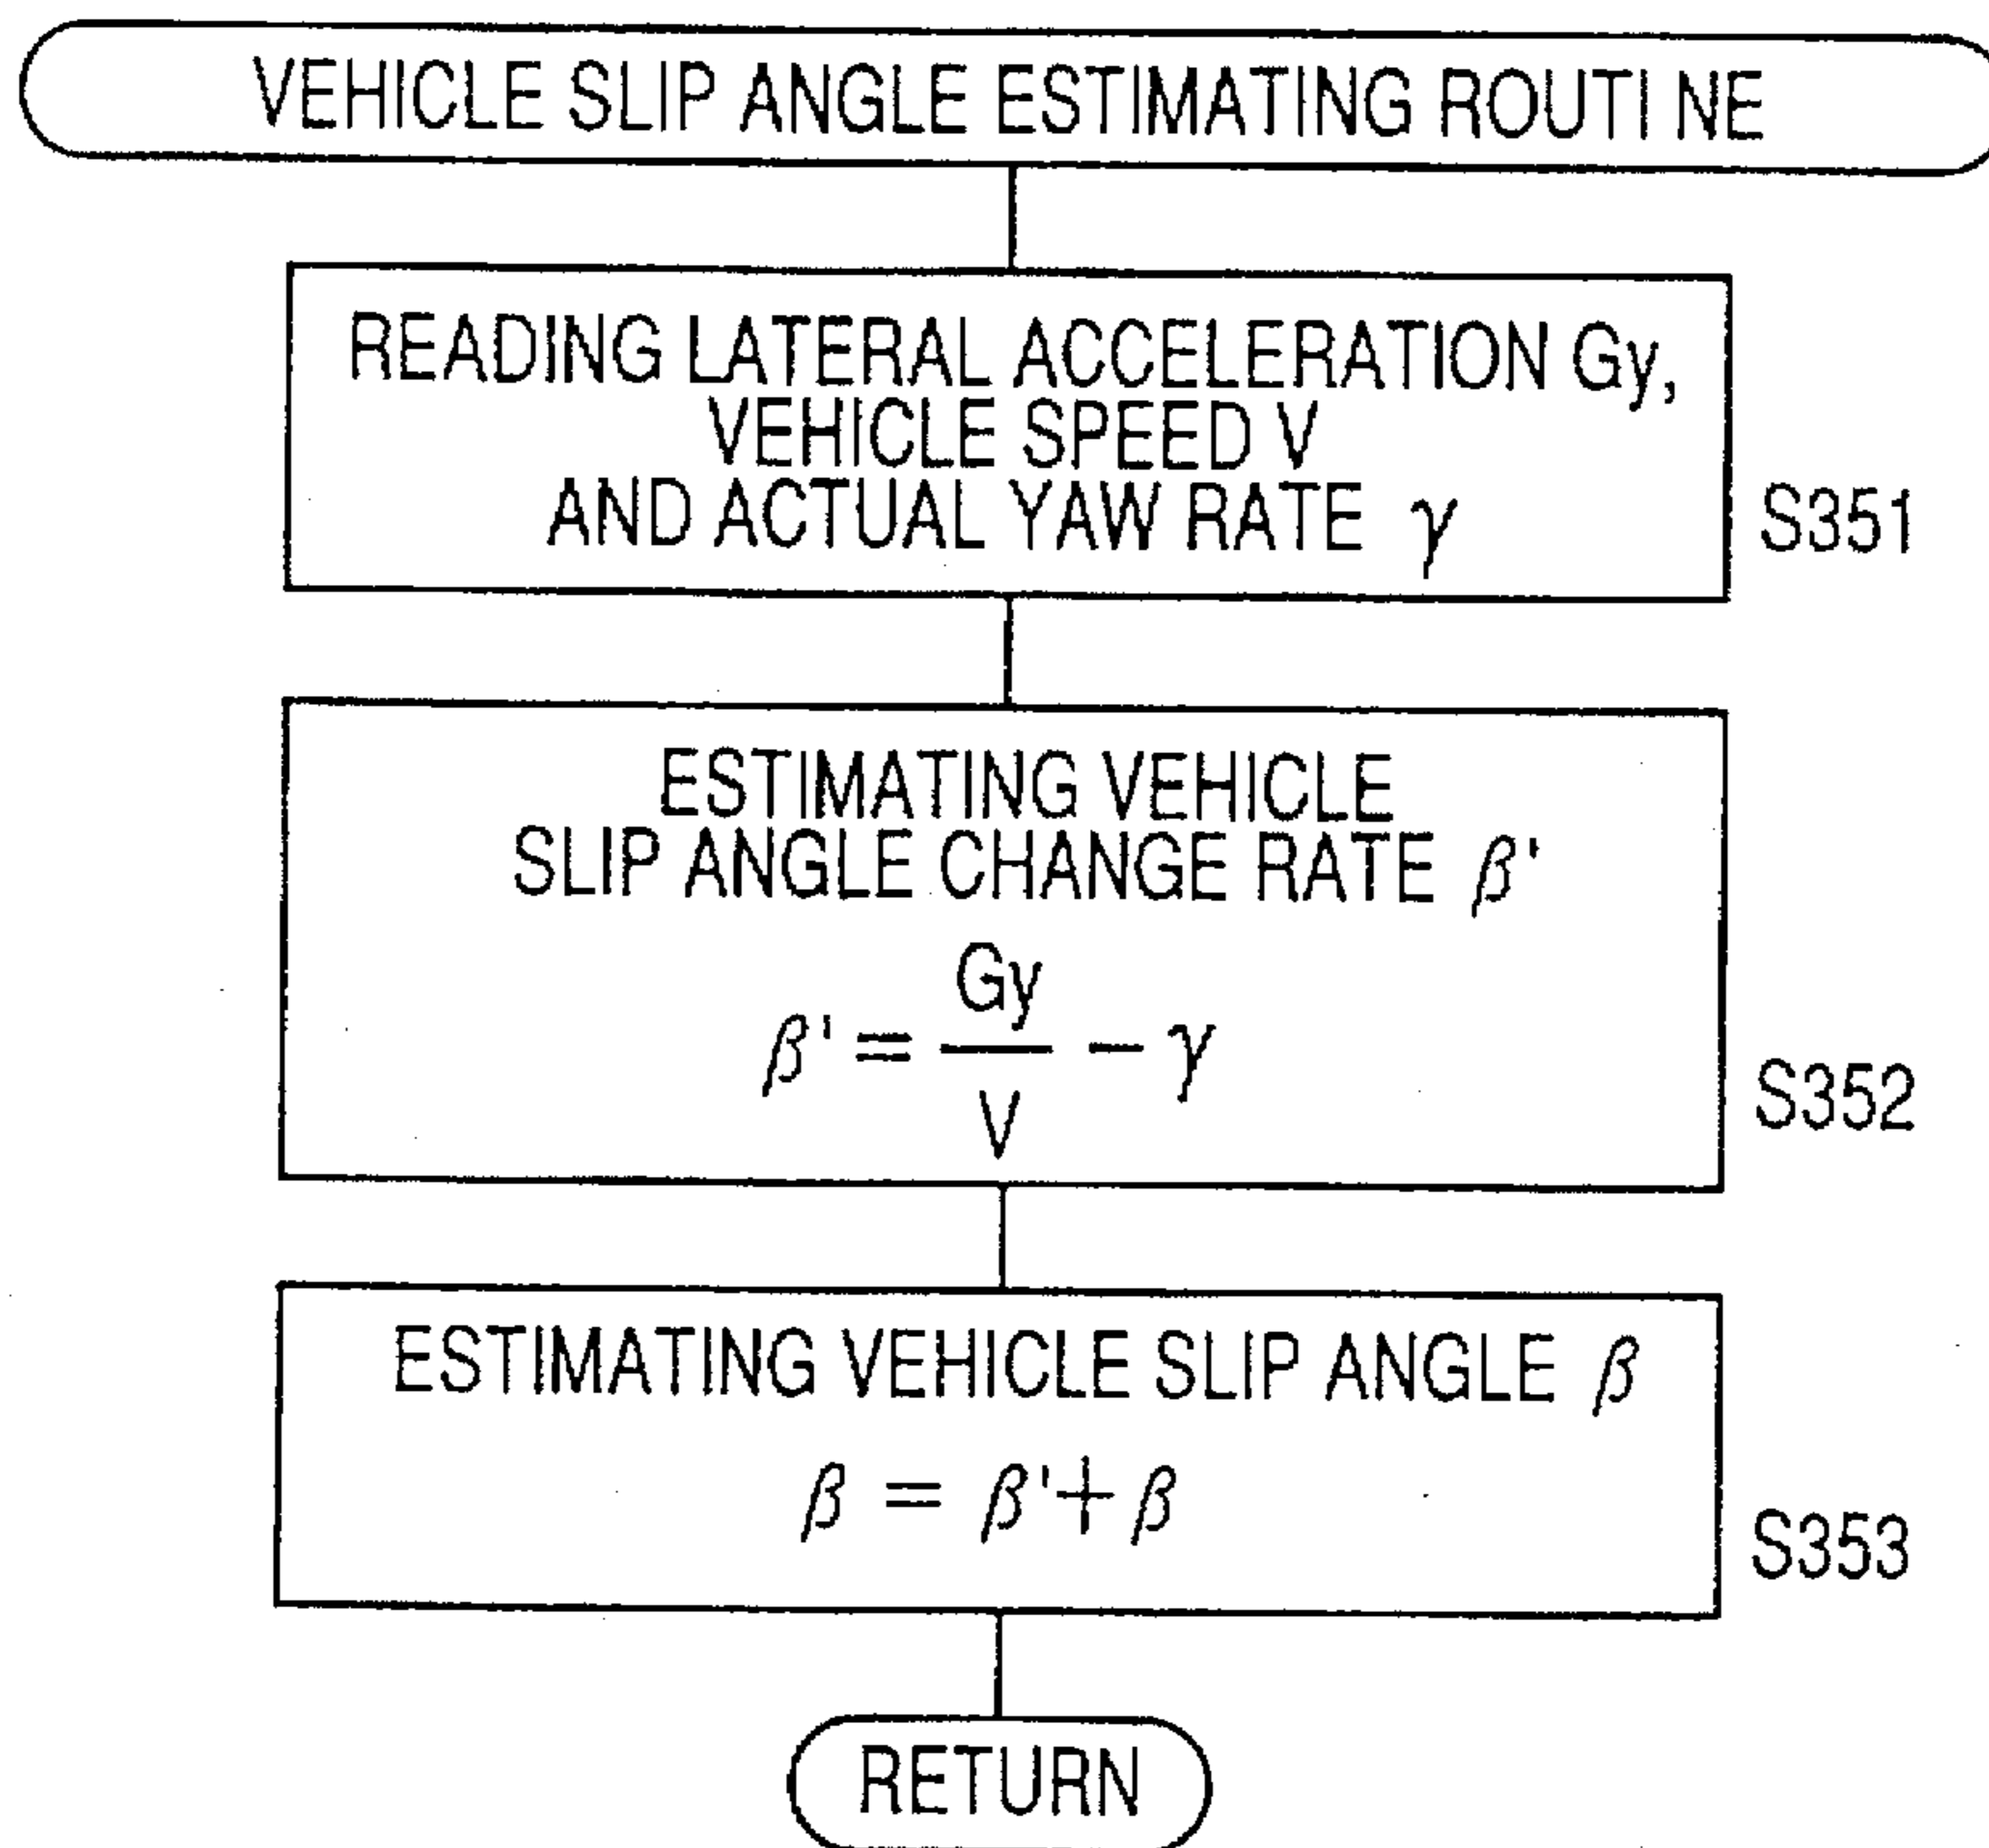 VEHICLE SLIP ANGLE ESTIMATING ROUTI NE
READING LATERAL ACCELERATION Gy,
VEHICLE SPEED V
AND ACTUAL YAW RATE γ
S351
ESTIMATING VEHICLE
SLIP ANGLE CHANGE RATE β'
Gy
β' = — - γ
V
S352
ESTIMATING VEHICLE SLIP ANGLE β
β = β'+β
S353
RETURN